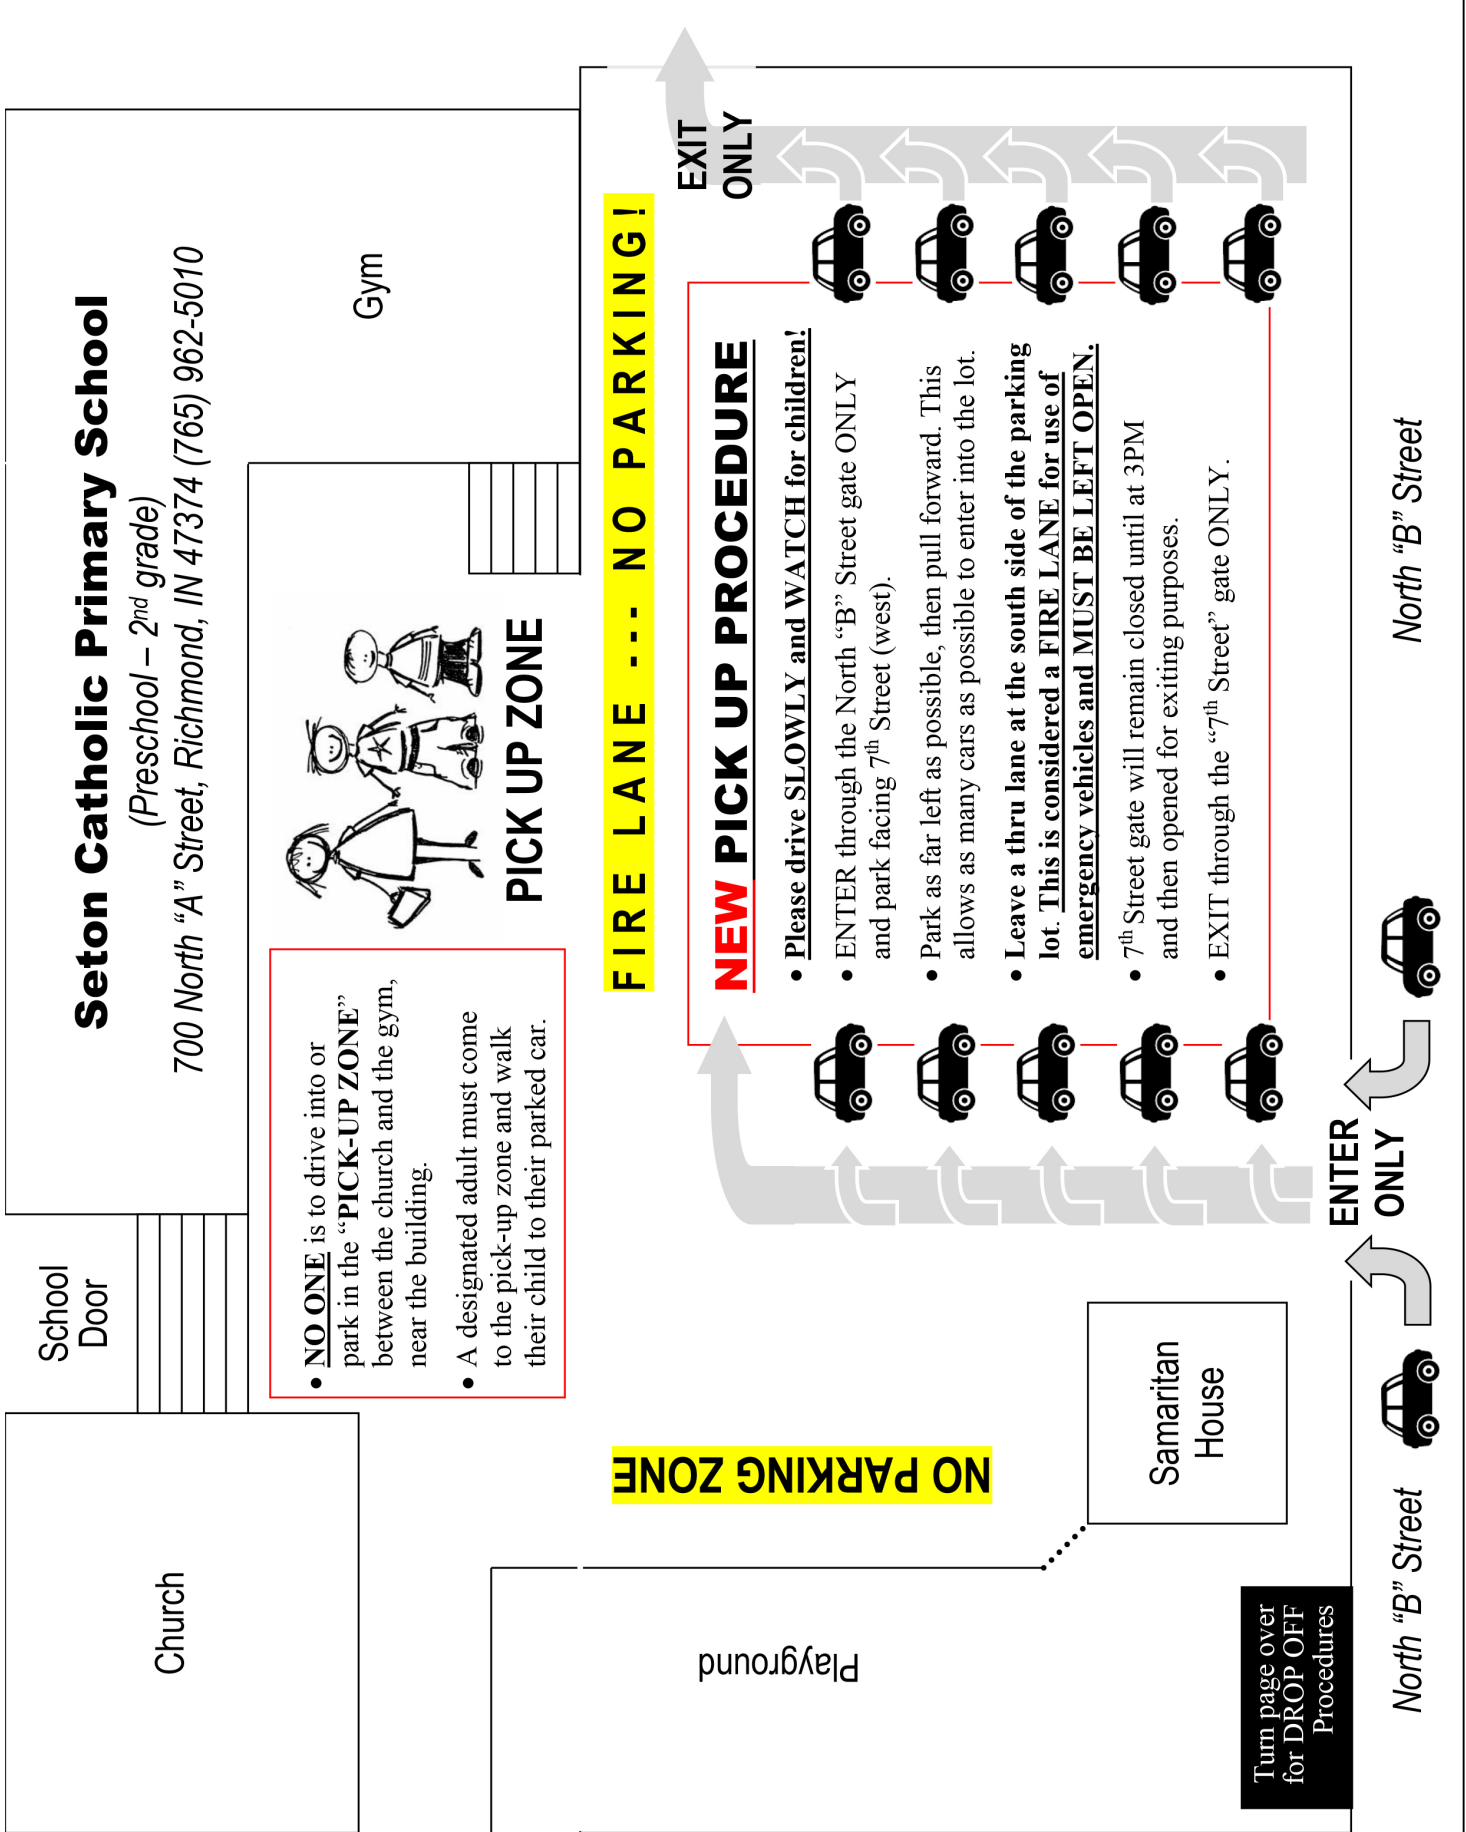 Seton Catholic Primary School
(Preschool – 2nd grade)
700 North “A” Street, Richmond, IN 47374 (765) 962-5010
Church
School
Door
Gym
• NO ONE is to drive into or
park in the “PICK-UP ZONE”
between the church and the gym,
near the building.
• A designated adult must come
to the pick-up zone and walk
their child to their parked car.
PICK UP ZONE
FIRE LANE --- NO PARKING!
NO PARKING ZONE
Playground
EXIT
ONLY
NEW PICK UP PROCEDURE
• Please drive SLOWLY and WATCH for children!
• ENTER through the North “B” Street gate ONLY
and park facing 7th Street (west).
• Park as far left as possible, then pull forward. This
allows as many cars as possible to enter into the lot.
• Leave a thru lane at the south side of the parking
lot. This is considered a FIRE LANE for use of
emergency vehicles and MUST BE LEFT OPEN.
• 7th Street gate will remain closed until at 3PM
and then opened for exiting purposes.
• EXIT through the “7th Street” gate ONLY.
Samaritan
House
ENTER
ONLY
Turn page over
for DROP OFF
Procedures
North “B” Street
North “B” Street